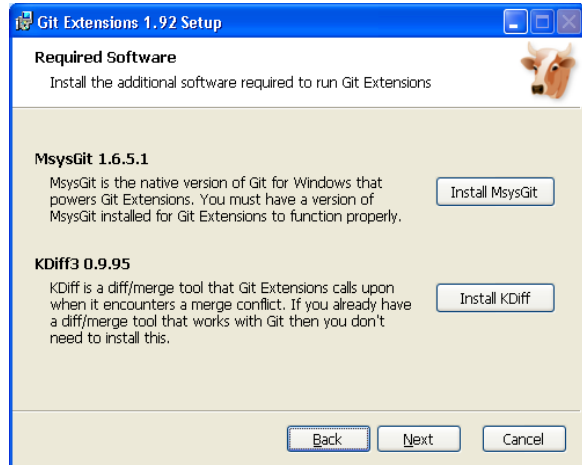 Git Extensions 1.92 Setup
Required Software
Install the additional software required to run Git Extensions
MsysGit 1.6.5.1
MsysGit is the native version of Git for Windows that
powers Git Extensions. You must have a version of
MsysGit installed for Git Extensions to function properly.
Install MsysGit
KDiff3 0.9.95
KDiff is a diff/merge tool that Git Extensions calls upon
when it encounters a merge conflict. If you already have
a diff/merge tool that works with Git then you don't
need to install this.
Install KDiff
Back
Next
Cancel